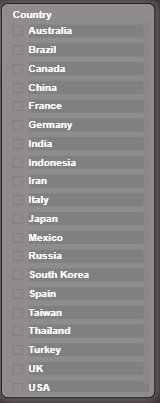 Country
Australia
Brazil
Canada
China
France
Germany
India
Indonesia
Iran
Italy
Japan
Mexico
Russia
South Korea
Spain
Taiwan
Thailand
Turkey
UK
USA